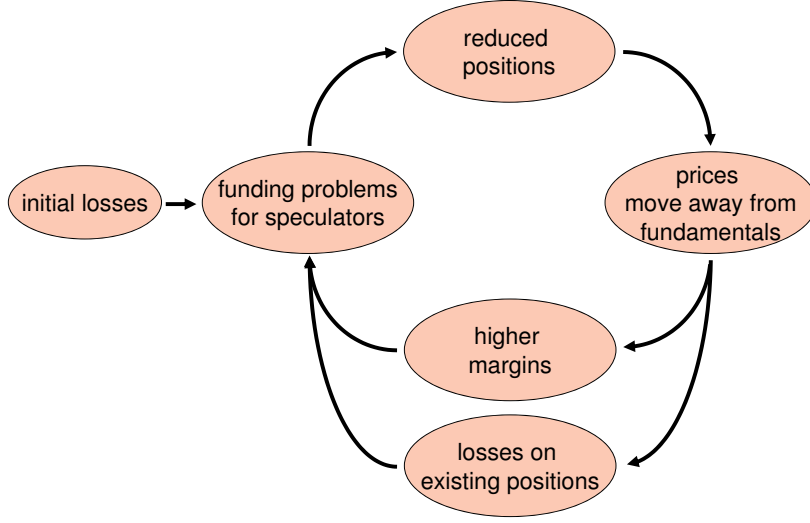 reduced
positions
initial losses
funding problems
for speculators
prices
move away from
fundamentals
higher
margins
losses on
existing positions